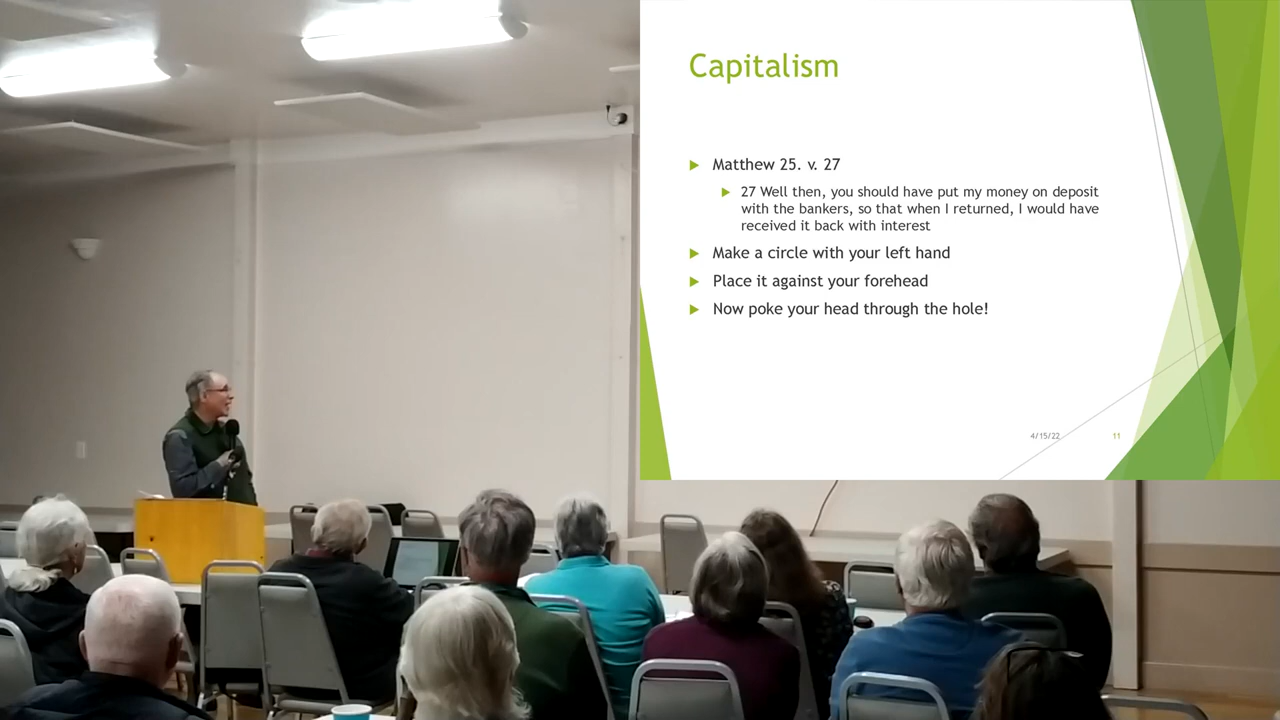 Capitalism
Matthew 25. v. 27
27 Well then, you should have put my money on deposit
with the bankers, so that when I returned, I would have
received it back with interest
Make a circle with your left hand
Place it against your forehead
Now poke your head through the hole!
4/15/22
11